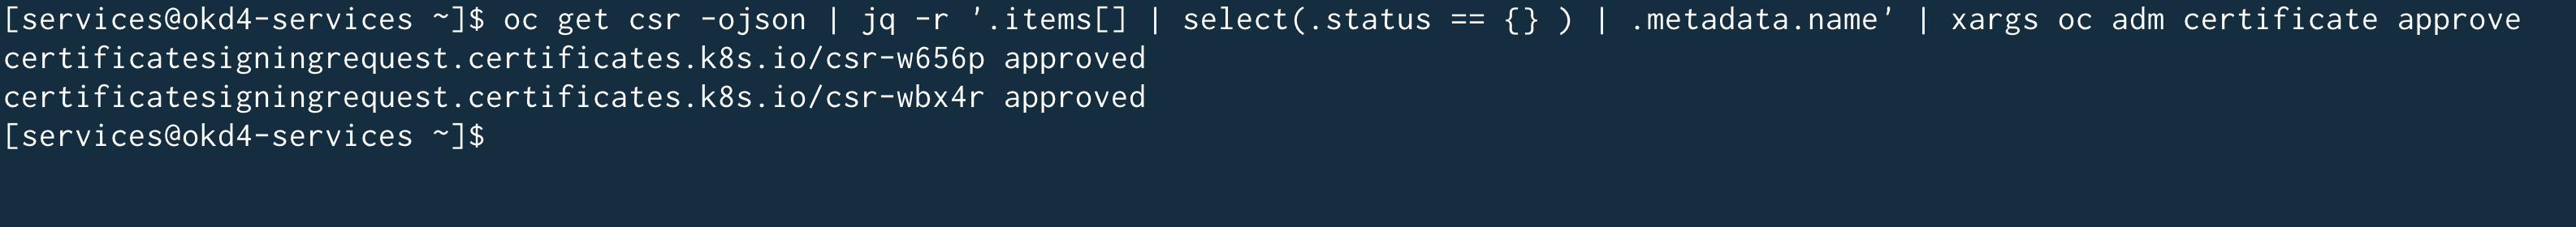 [services@okd4-services ~]$ oc get csr -ojson | jq -r '.items[] | select(.status == {} ) | .metadata.name' | xargs oc adm certificate approve
certificatesigningrequest.certificates.k8s.io/csr-w656p approved
certificatesigningrequest.certificates.k8s.io/csr-wbx4r approved
[services@okd4-services ~]$